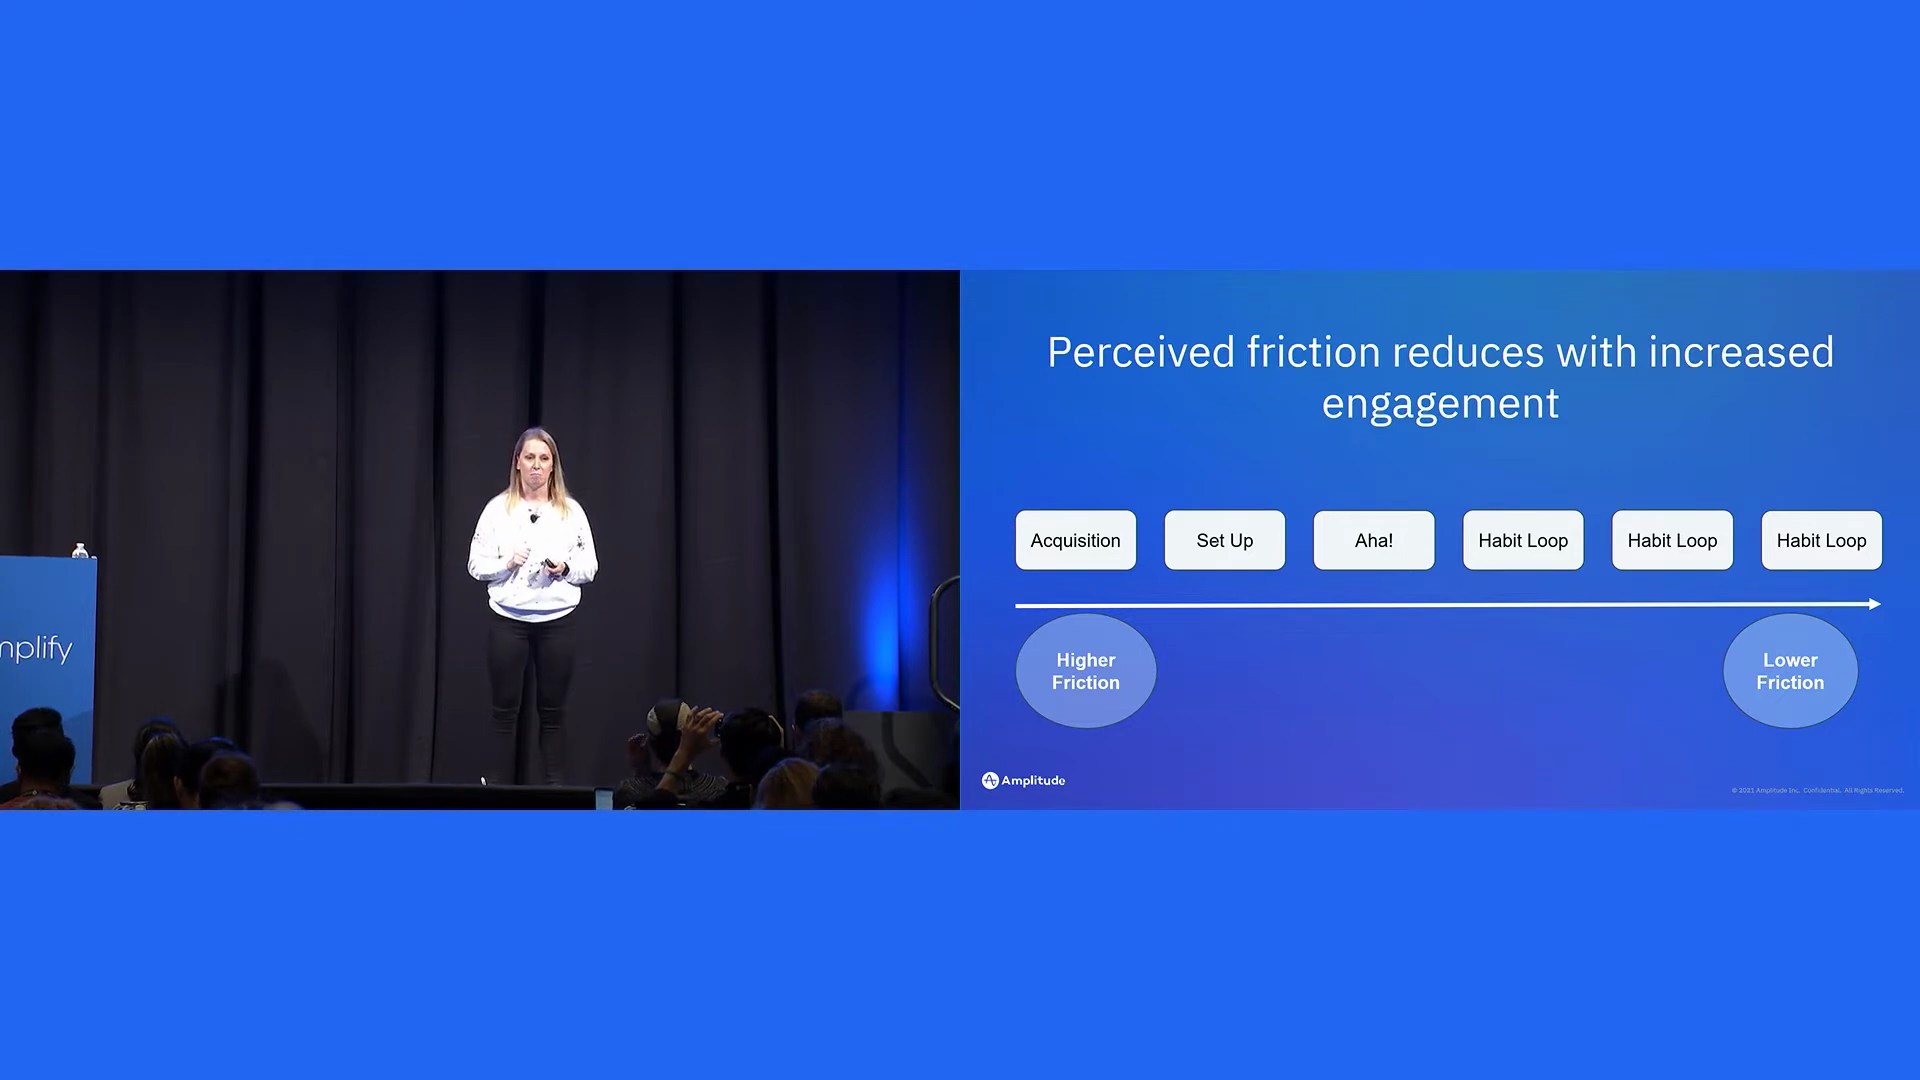 mplify
Perceived friction reduces with increased
engagement
Acquisition
Set Up
Aha!
Habit Loop
Habit Loop
Habit Loop
Higher
Friction
Lower
Friction
Amplitude
© 2021 Amplitude Inc. Confidential. All Rights Reserved.